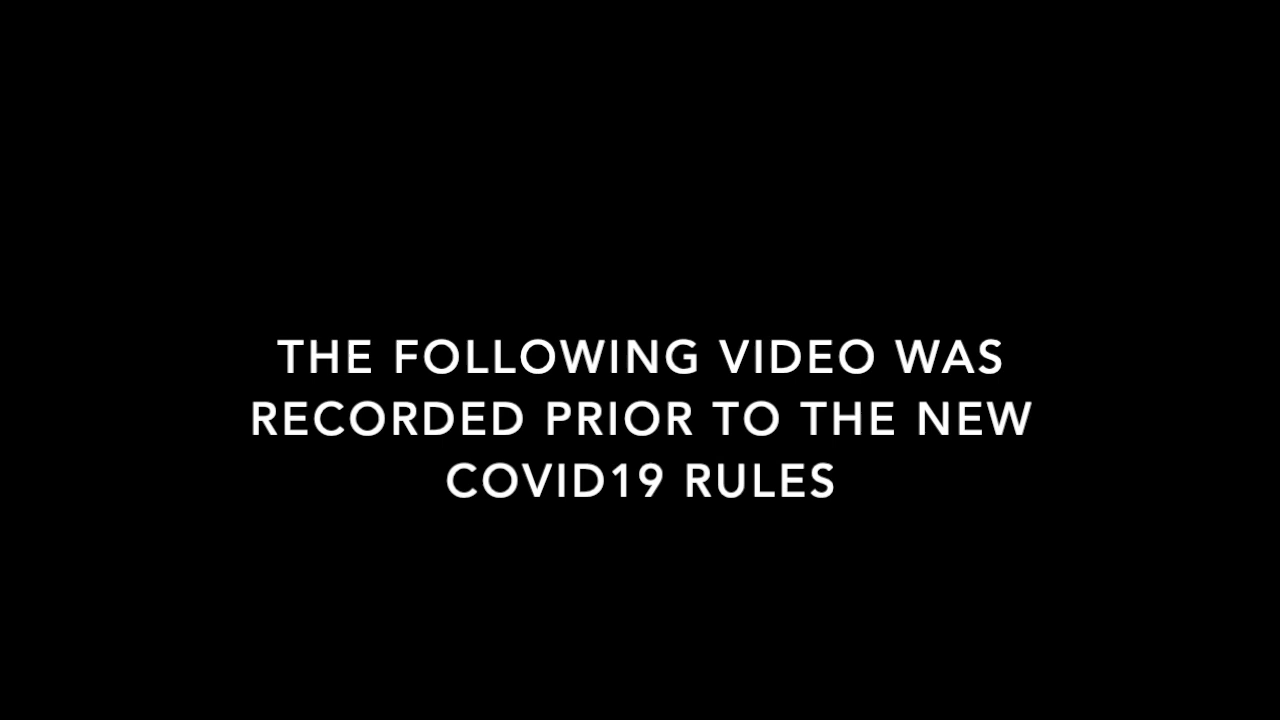 THE FOLLOWING VIDEO WAS
RECORDED PRIOR TO THE NEW
COVID19 RULES